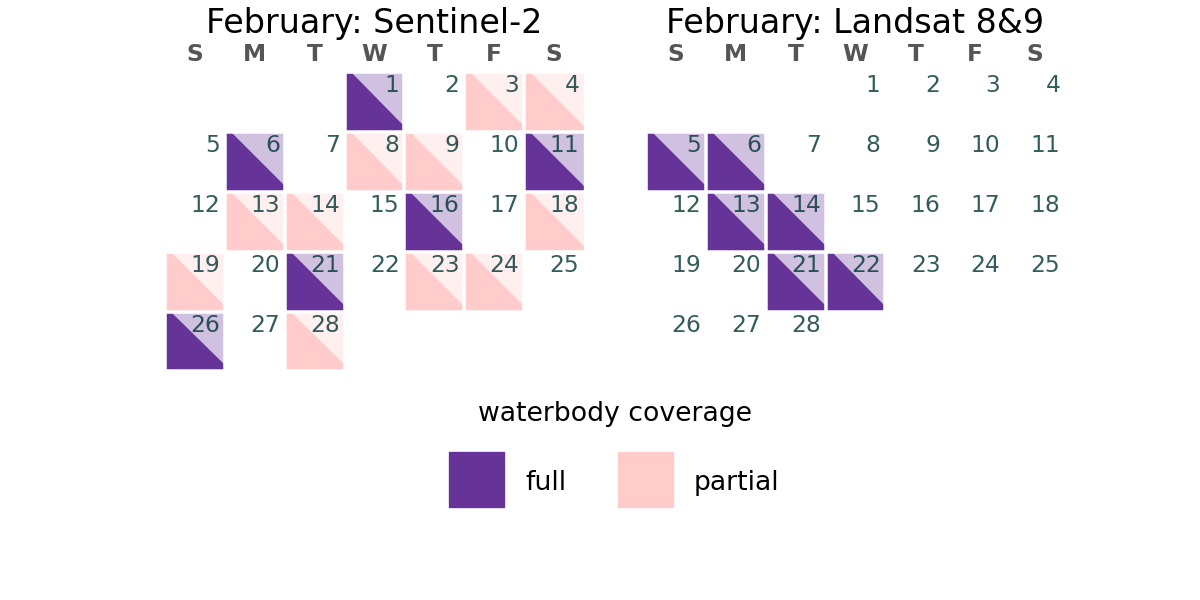 February: Sentinel-2
S M T W T F S
1 2 3 4
5 6 7 8 9 10 11
12 13 14 15 16 17 18
19 20 21 22 23 24 25
26 27 28
February: Landsat 8&9
S M T W T F S
1 2 3 4
5 6 7 8 9 10 11
12 13 14 15 16 17 18
19 20 21 22 23 24 25
26 27 28
waterbody coverage
full partial